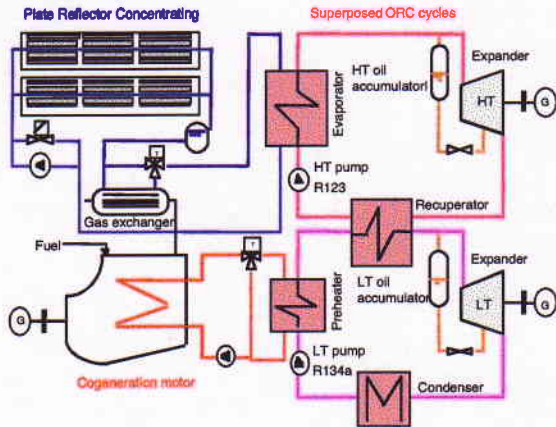 Plate Reflector Concentrating
Superposed ORC cycles
HT oil
accumulatorl
Expander
HT
G
Evaporator
HT pump
R123
T
Gas exchanger
Recuperator
Fuel
T
Preheater
LT oil
accumulator
Expander
LT
G
G
LT pump
R134a
Condenser
Cogeneration motor